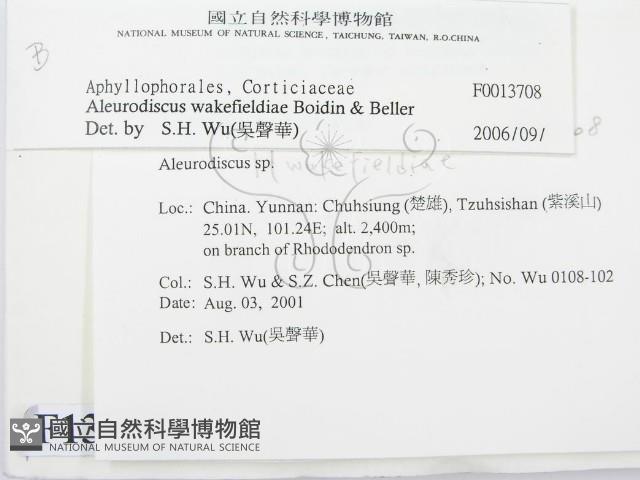 國立自然科學博物館
NATIONAL MUSEUM OF NATURAL SCIENCE, TAICHUNG, TAIWAN, R.O.CHINA
B
Aphyllophorales, Corticiaceae F0013708
Aleurodiscus wakefieldiae Boidin & Beller
Det. by S.H. Wu(吳聲華) 2006/09/ 08
Aleurodiscus sp.
wakefieldiae
Loc.: China. Yunnan: Chuhsiung (楚雄), Tzuhsishan (紫溪山)
25.01N, 101.24E; alt. 2,400m;
on branch of Rhododendron sp.
Col.: S.H. Wu & S.Z. Chen(吳聲華, 陳秀珍); No. Wu 0108-102
Date: Aug. 03, 2001
Det.: S.H. Wu(吳聲華)
F13
國立自然科學博物館
NATIONAL MUSEUM OF NATURAL SCIENCE